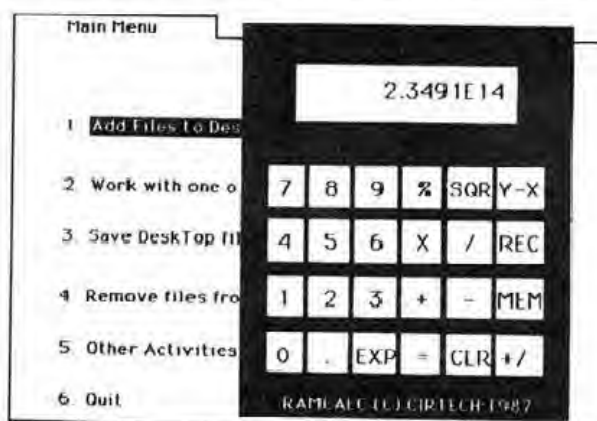 Main Menu
2.3491E14
1 Add Files to Des
2 Work with one o
3. Save DeskTop fil
4 Remove files fro
5 Other Activities
6 Quit
7 8 9 % SQR Y-X
4 5 6 X / REC
1 2 3 + - MEM
0 . EXP = CLR +/
RAMCALC (C) CIRTECH 1987